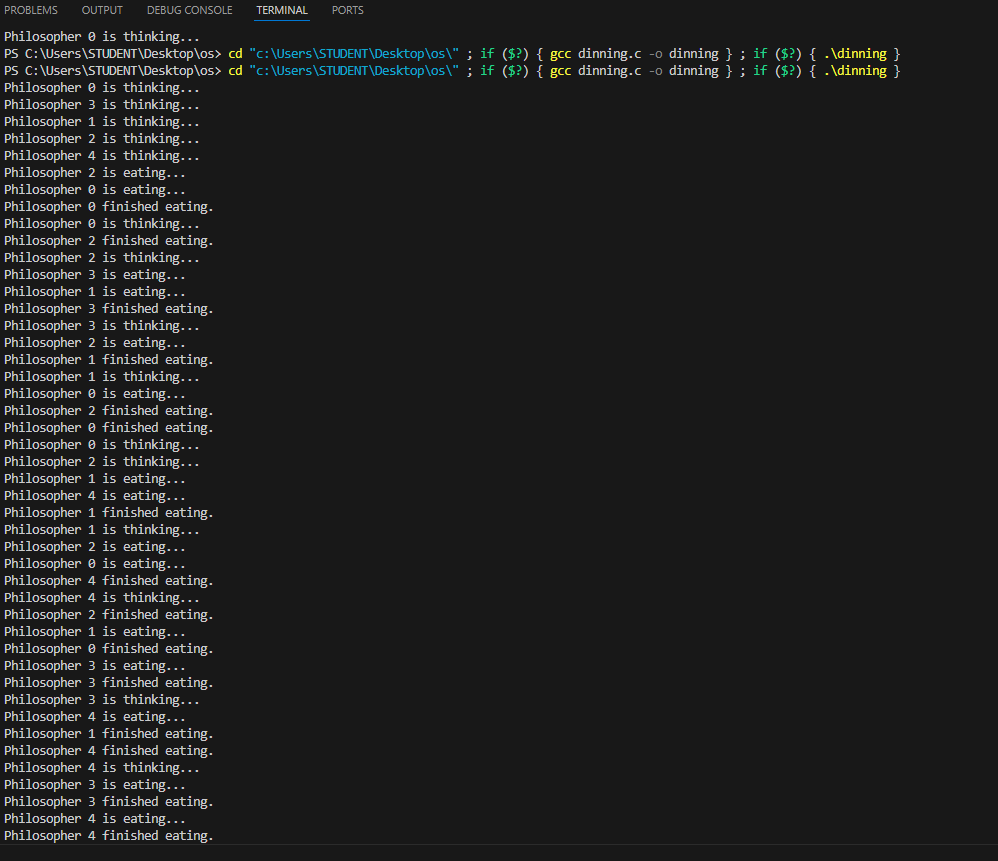 PROBLEMS OUTPUT DEBUG CONSOLE TERMINAL PORTS
Philosopher 0 is thinking...
PS C:\Users\STUDENT\Desktop\os> cd "c:\Users\STUDENT\Desktop\os\" ; if ($?) { gcc dinning.c -o dinning } ; if ($?) { .\dinning }
PS C:\Users\STUDENT\Desktop\os> cd "c:\Users\STUDENT\Desktop\os\" ; if ($?) { gcc dinning.c -o dinning } ; if ($?) { .\dinning }
Philosopher 0 is thinking...
Philosopher 3 is thinking...
Philosopher 1 is thinking...
Philosopher 2 is thinking...
Philosopher 4 is thinking...
Philosopher 2 is eating...
Philosopher 0 is eating...
Philosopher 0 finished eating.
Philosopher 0 is thinking...
Philosopher 2 finished eating.
Philosopher 2 is thinking...
Philosopher 3 is eating...
Philosopher 1 is eating...
Philosopher 3 finished eating.
Philosopher 3 is thinking...
Philosopher 2 is eating...
Philosopher 1 finished eating.
Philosopher 1 is thinking...
Philosopher 0 is eating...
Philosopher 2 finished eating.
Philosopher 0 finished eating.
Philosopher 0 is thinking...
Philosopher 2 is thinking...
Philosopher 1 is eating...
Philosopher 4 is eating...
Philosopher 1 finished eating.
Philosopher 1 is thinking...
Philosopher 2 is eating...
Philosopher 0 is eating...
Philosopher 4 finished eating.
Philosopher 4 is thinking...
Philosopher 2 finished eating.
Philosopher 1 is eating...
Philosopher 0 finished eating.
Philosopher 3 is eating...
Philosopher 3 finished eating.
Philosopher 3 is thinking...
Philosopher 4 is eating...
Philosopher 1 finished eating.
Philosopher 4 finished eating.
Philosopher 4 is thinking...
Philosopher 3 is eating...
Philosopher 3 finished eating.
Philosopher 4 is eating...
Philosopher 4 finished eating.